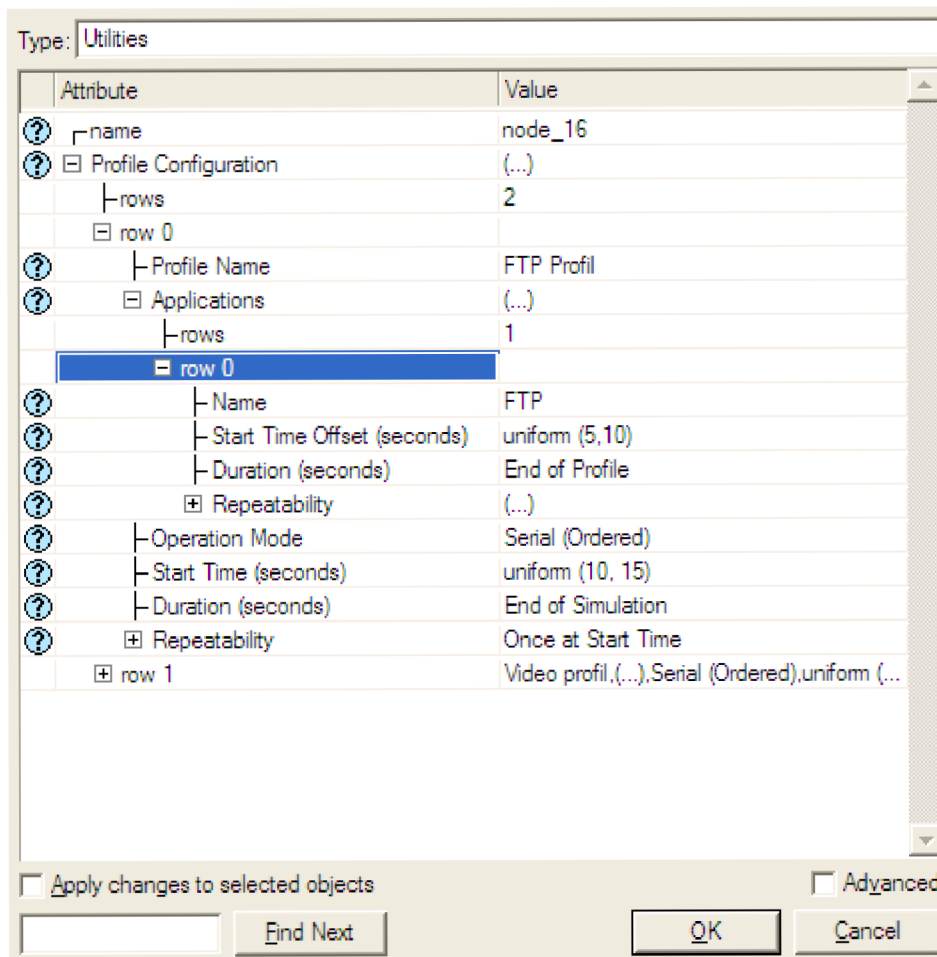 Type: Utilities
Attribute Value
name node_16
Profile Configuration (...)
rows 2
row 0
Profile Name FTP Profil
Applications (...)
rows 1
row 0
Name FTP
Start Time Offset (seconds) uniform (5,10)
Duration (seconds) End of Profile
Repeatability (...)
Operation Mode Serial (Ordered)
Start Time (seconds) uniform (10, 15)
Duration (seconds) End of Simulation
Repeatability Once at Start Time
row 1 Video profil,(...),Serial (Ordered),uniform (...
Apply changes to selected objects Advanced
Find Next OK Cancel